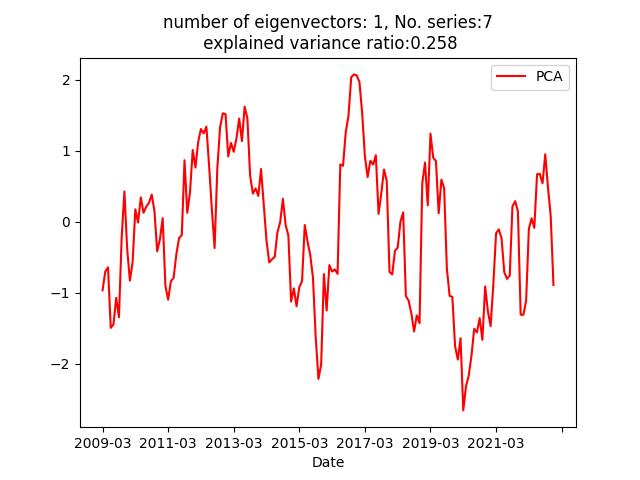 number of eigenvectors: 1, No. series:7
explained variance ratio:0.258
PCA
2
1
0
−1
−2
2009-03 2011-03 2013-03 2015-03 2017-03 2019-03 2021-03
Date